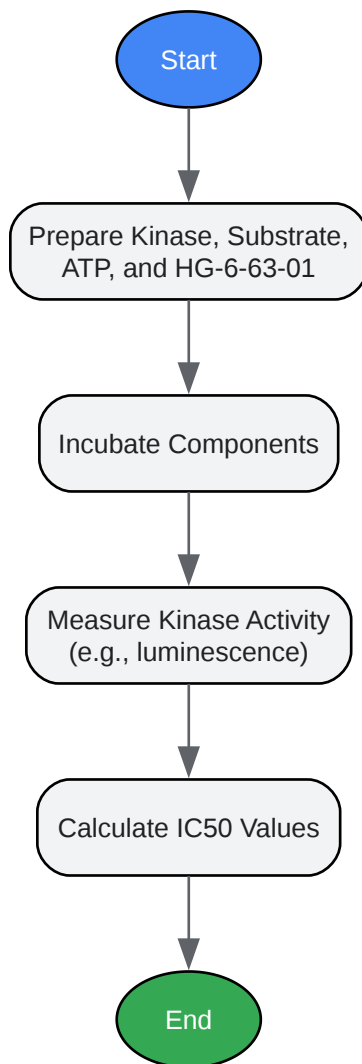 Start
Prepare Kinase, Substrate,
ATP, and HG-6-63-01
Incubate Components
Measure Kinase Activity
(e.g., luminescence)
Calculate IC50 Values
End